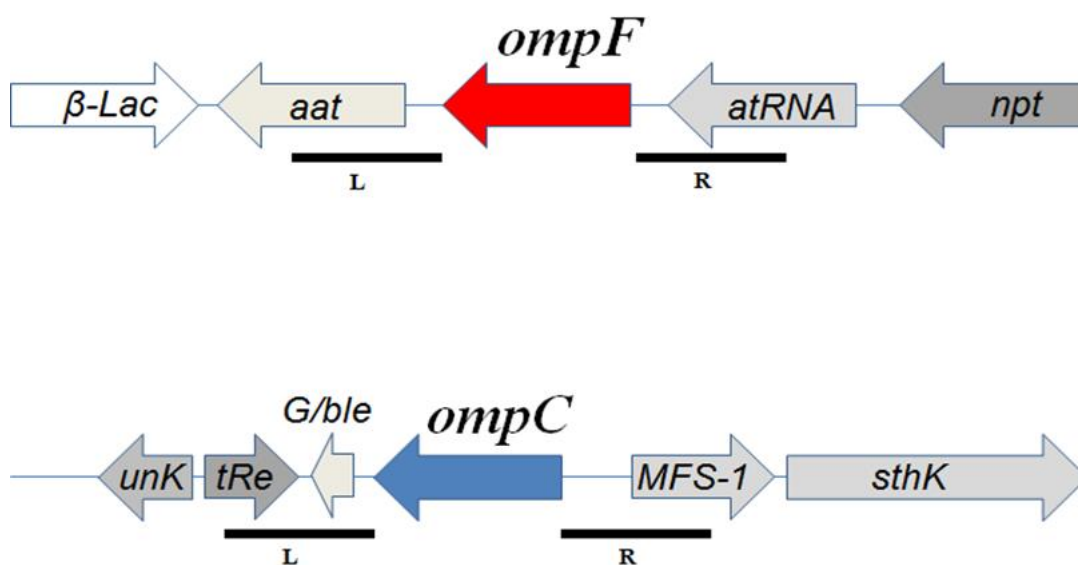 ompF
β-Lac aat atRNA npt
L R
G/ble ompC
unK tRe MFS-1 sthK
L R